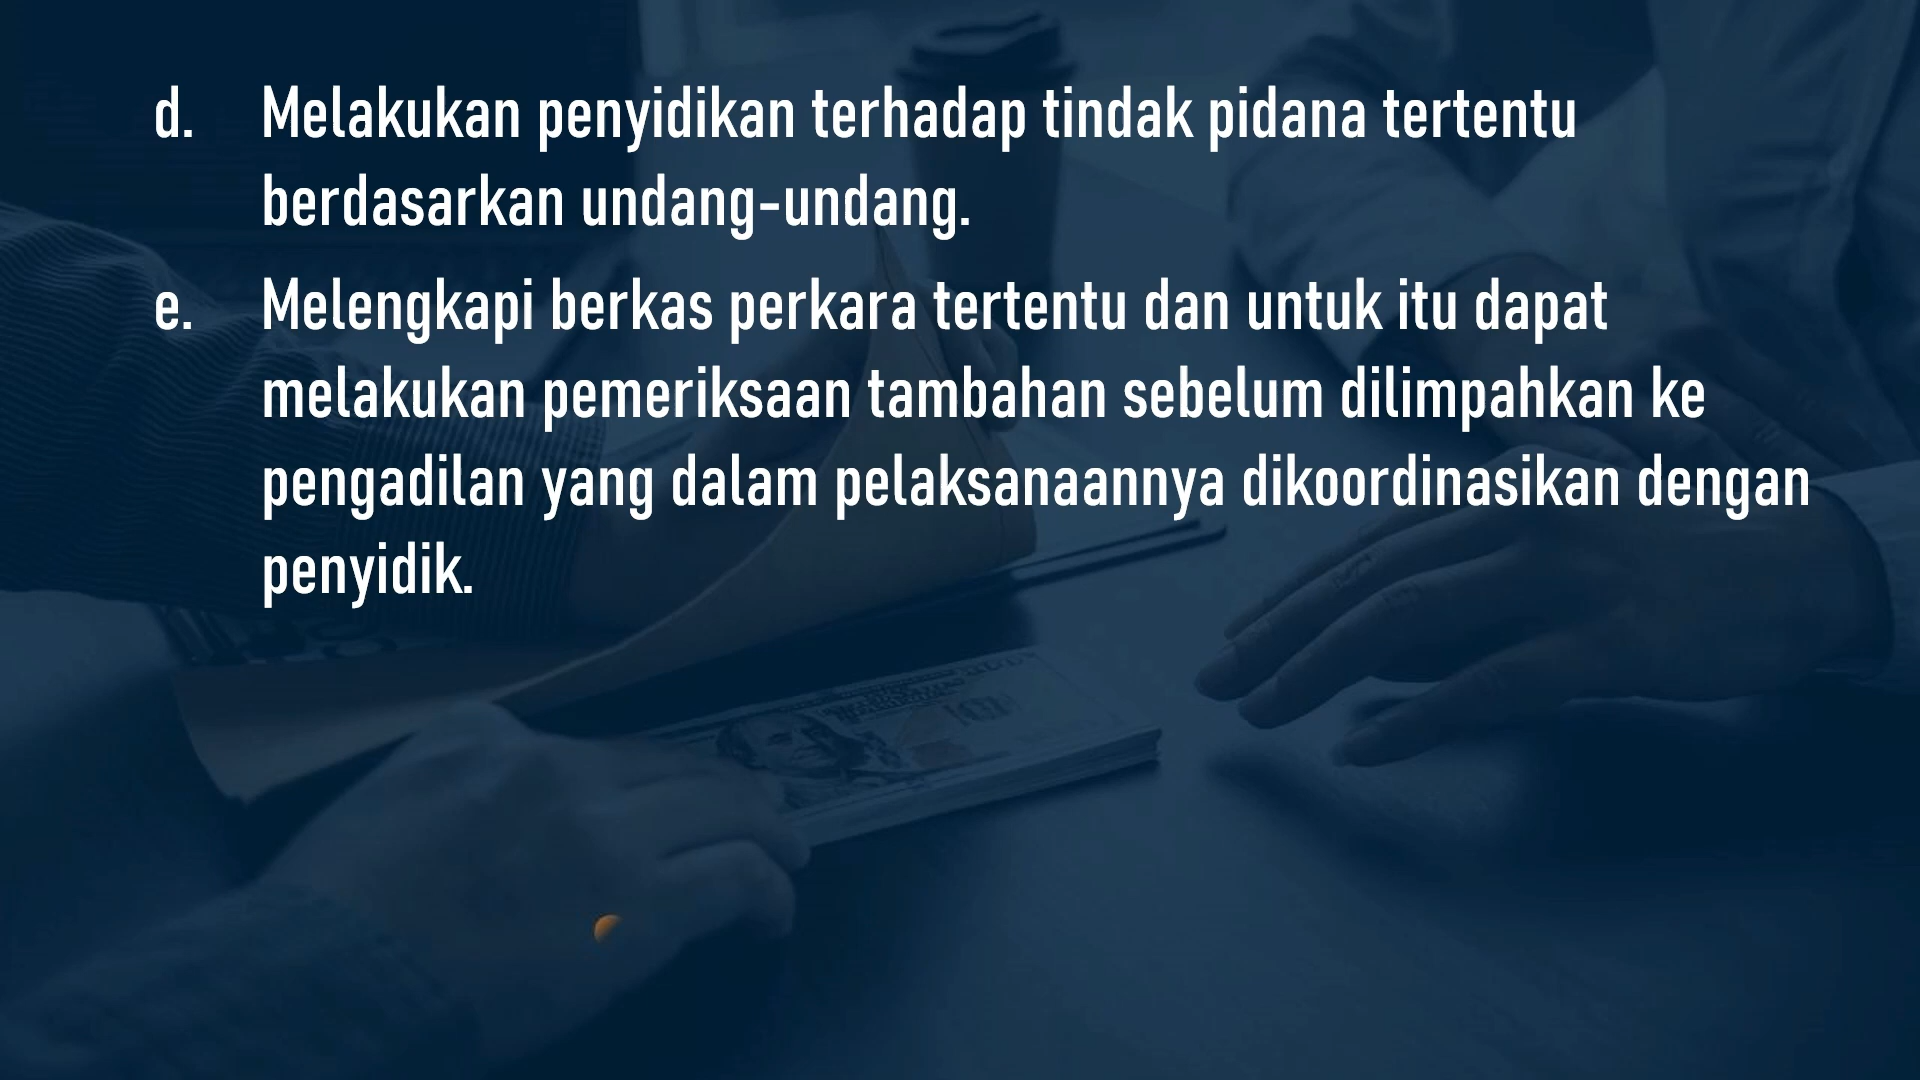 d. Melakukan penyidikan terhadap tindak pidana tertentu
berdasarkan undang-undang.
e. Melengkapi berkas perkara tertentu dan untuk itu dapat
melakukan pemeriksaan tambahan sebelum dilimpahkan ke
pengadilan yang dalam pelaksanaannya dikoordinasikan dengan
penyidik.